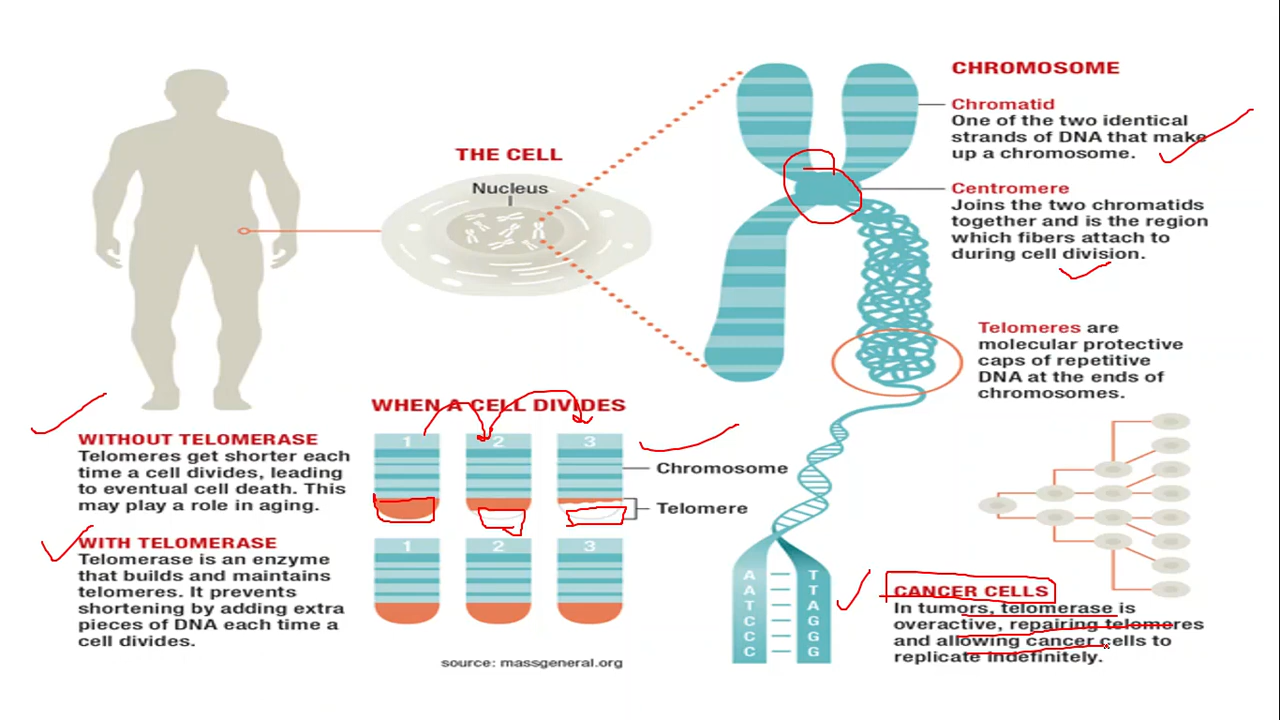 CHROMOSOME
Chromatid
One of the two identical
strands of DNA that make
up a chromosome.
THE CELL
Nucleus
Centromere
Joins the two chromatids
together and is the region
which fibers attach to
during cell division.
Telomeres are
molecular protective
caps of repetitive
DNA at the ends of
chromosomes.
WHEN A CELL DIVIDES
WITHOUT TELOMERASE
Telomeres get shorter each
time a cell divides, leading
to eventual cell death. This
may play a role in aging.
1 2 3
Chromosome
Telomere
WITH TELOMERASE
Telomerase is an enzyme
that builds and maintains
telomeres. It prevents
shortening by adding extra
pieces of DNA each time a
cell divides.
1 2 3
A T
A T
T A
C G
C G
C G
CANCER CELLS
In tumors, telomerase is
overactive, repairing telomeres
and allowing cancer cells to
replicate indefinitely.
source: massgeneral.org